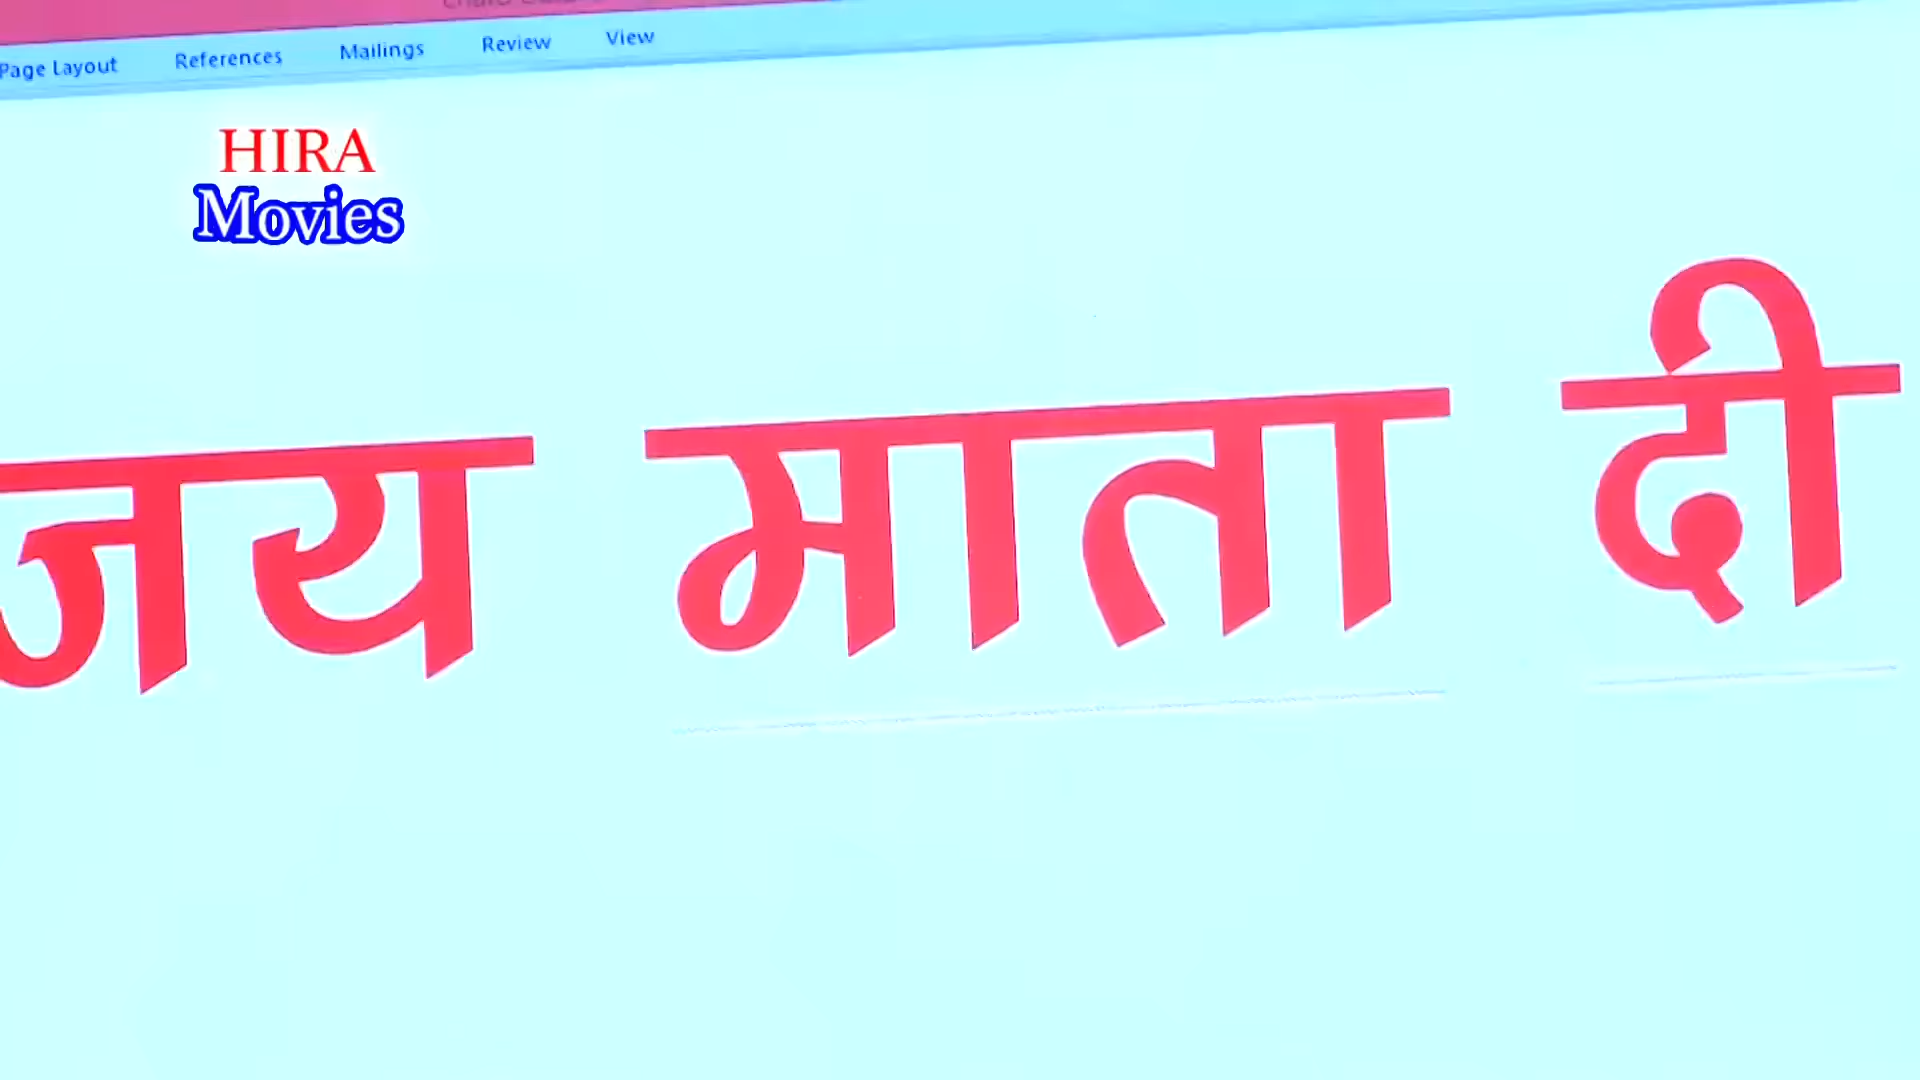 Page Layout References Mailings Review View
HIRA
Movies
जय माता दी